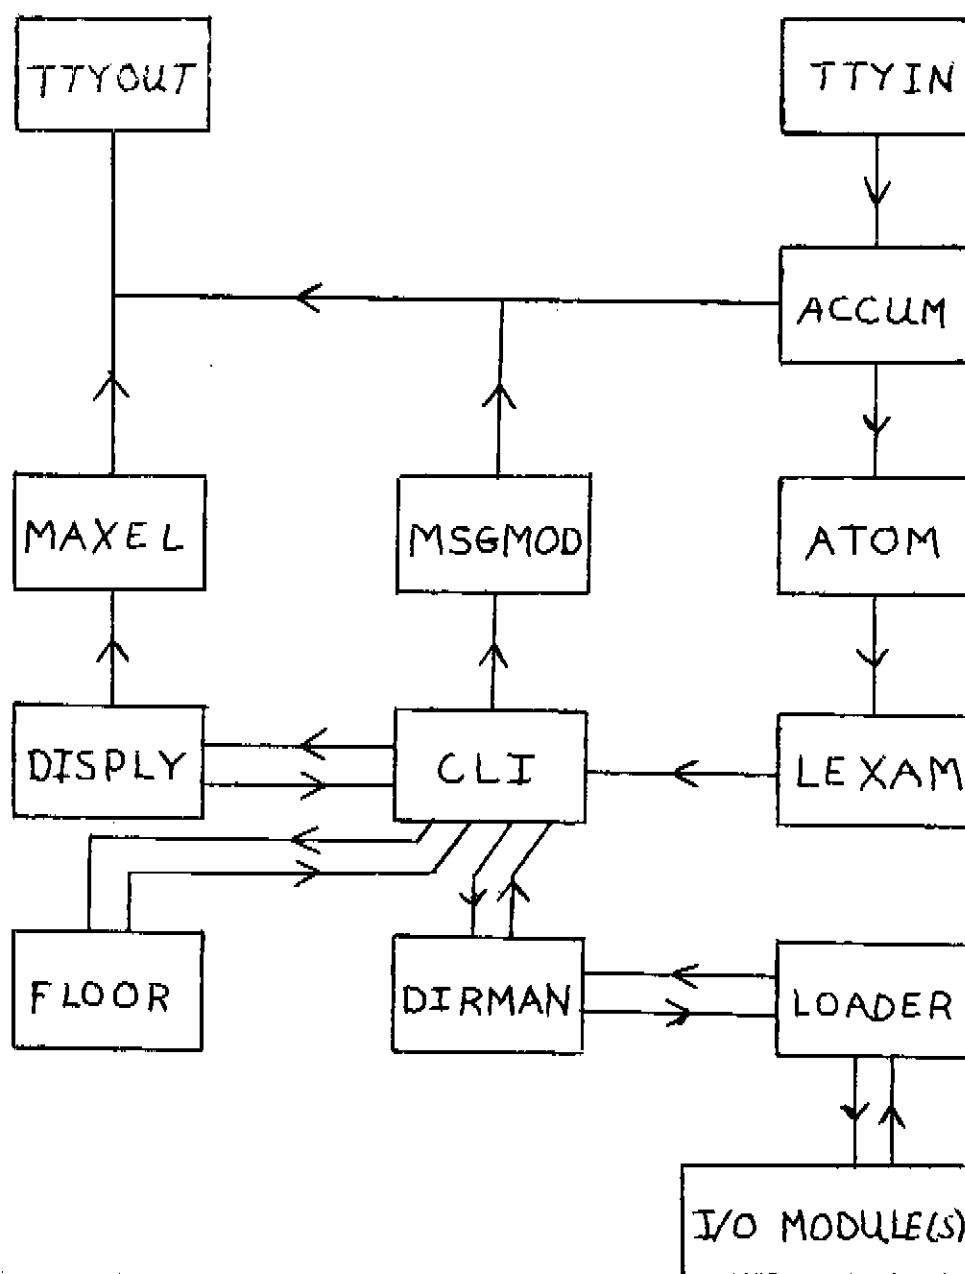 TTYOUT
TTYIN
ACCUM
MAXEL
MSGMOD
ATOM
DISPLY
CLI
LEXAM
FLOOR
DIRMAN
LOADER
I/O MODULE(S)